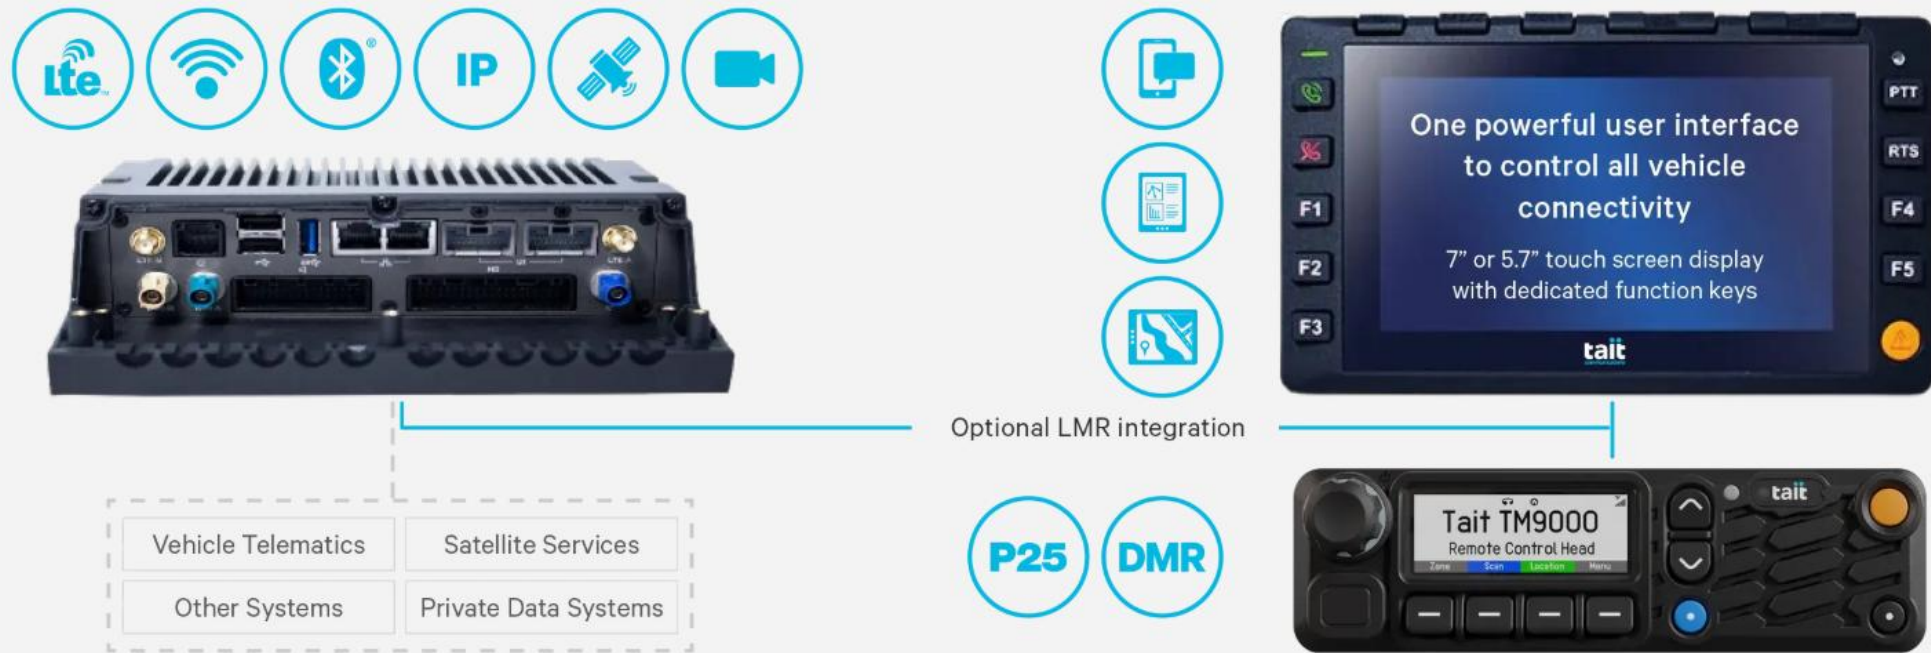 Lte
IP
PTT
RTS
F1
F4
F2
F5
F3
One powerful user interface
to control all vehicle
connectivity
7” or 5.7” touch screen display
with dedicated function keys
tait
LTE-A
Optional LMR integration
Vehicle Telematics
Satellite Services
Other Systems
Private Data Systems
P25
DMR
tait
Tait TM9000
Remote Control Head
Zone
Scan
Location
Menu